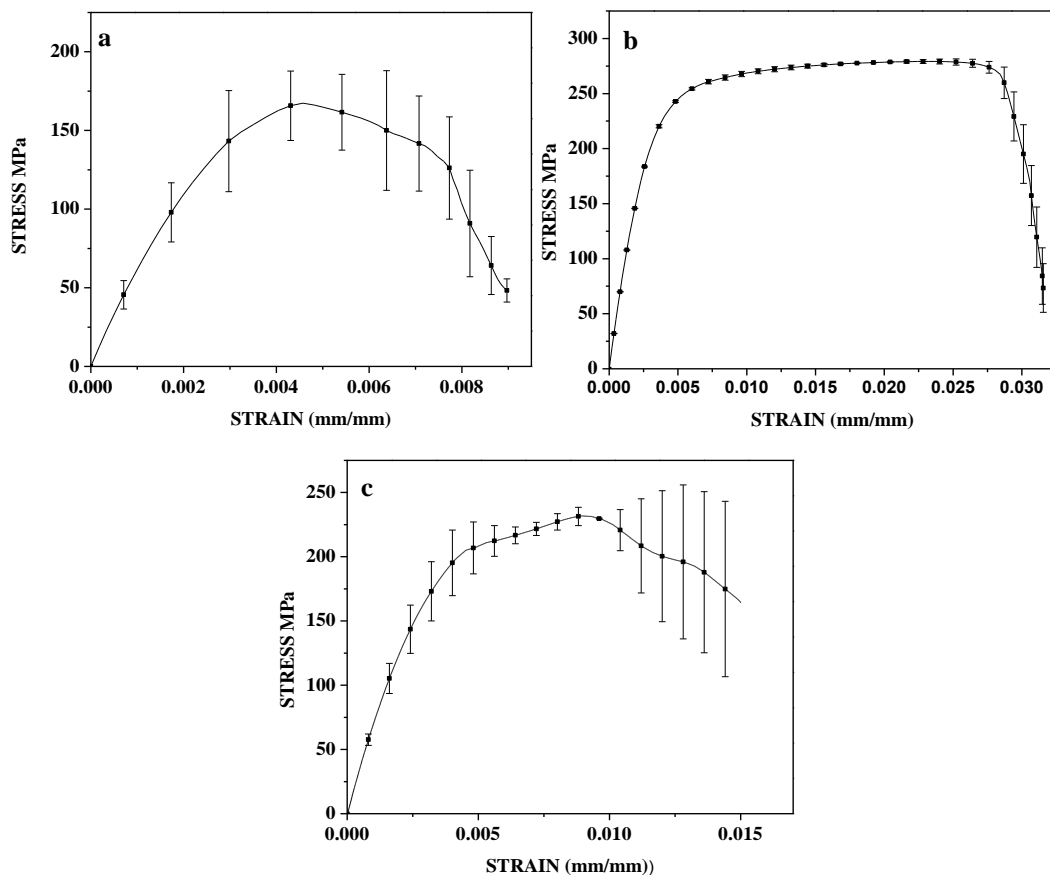 a
200
150
100
50
0
STRESS MPa
0.000 0.002 0.004 0.006 0.008
STRAIN (mm/mm)
b
300
250
200
150
100
50
0
STRESS MPa
0.000 0.005 0.010 0.015 0.020 0.025 0.030
STRAIN (mm/mm)
c
250
200
150
100
50
0
STRESS MPa
0.000 0.005 0.010 0.015
STRAIN (mm/mm))